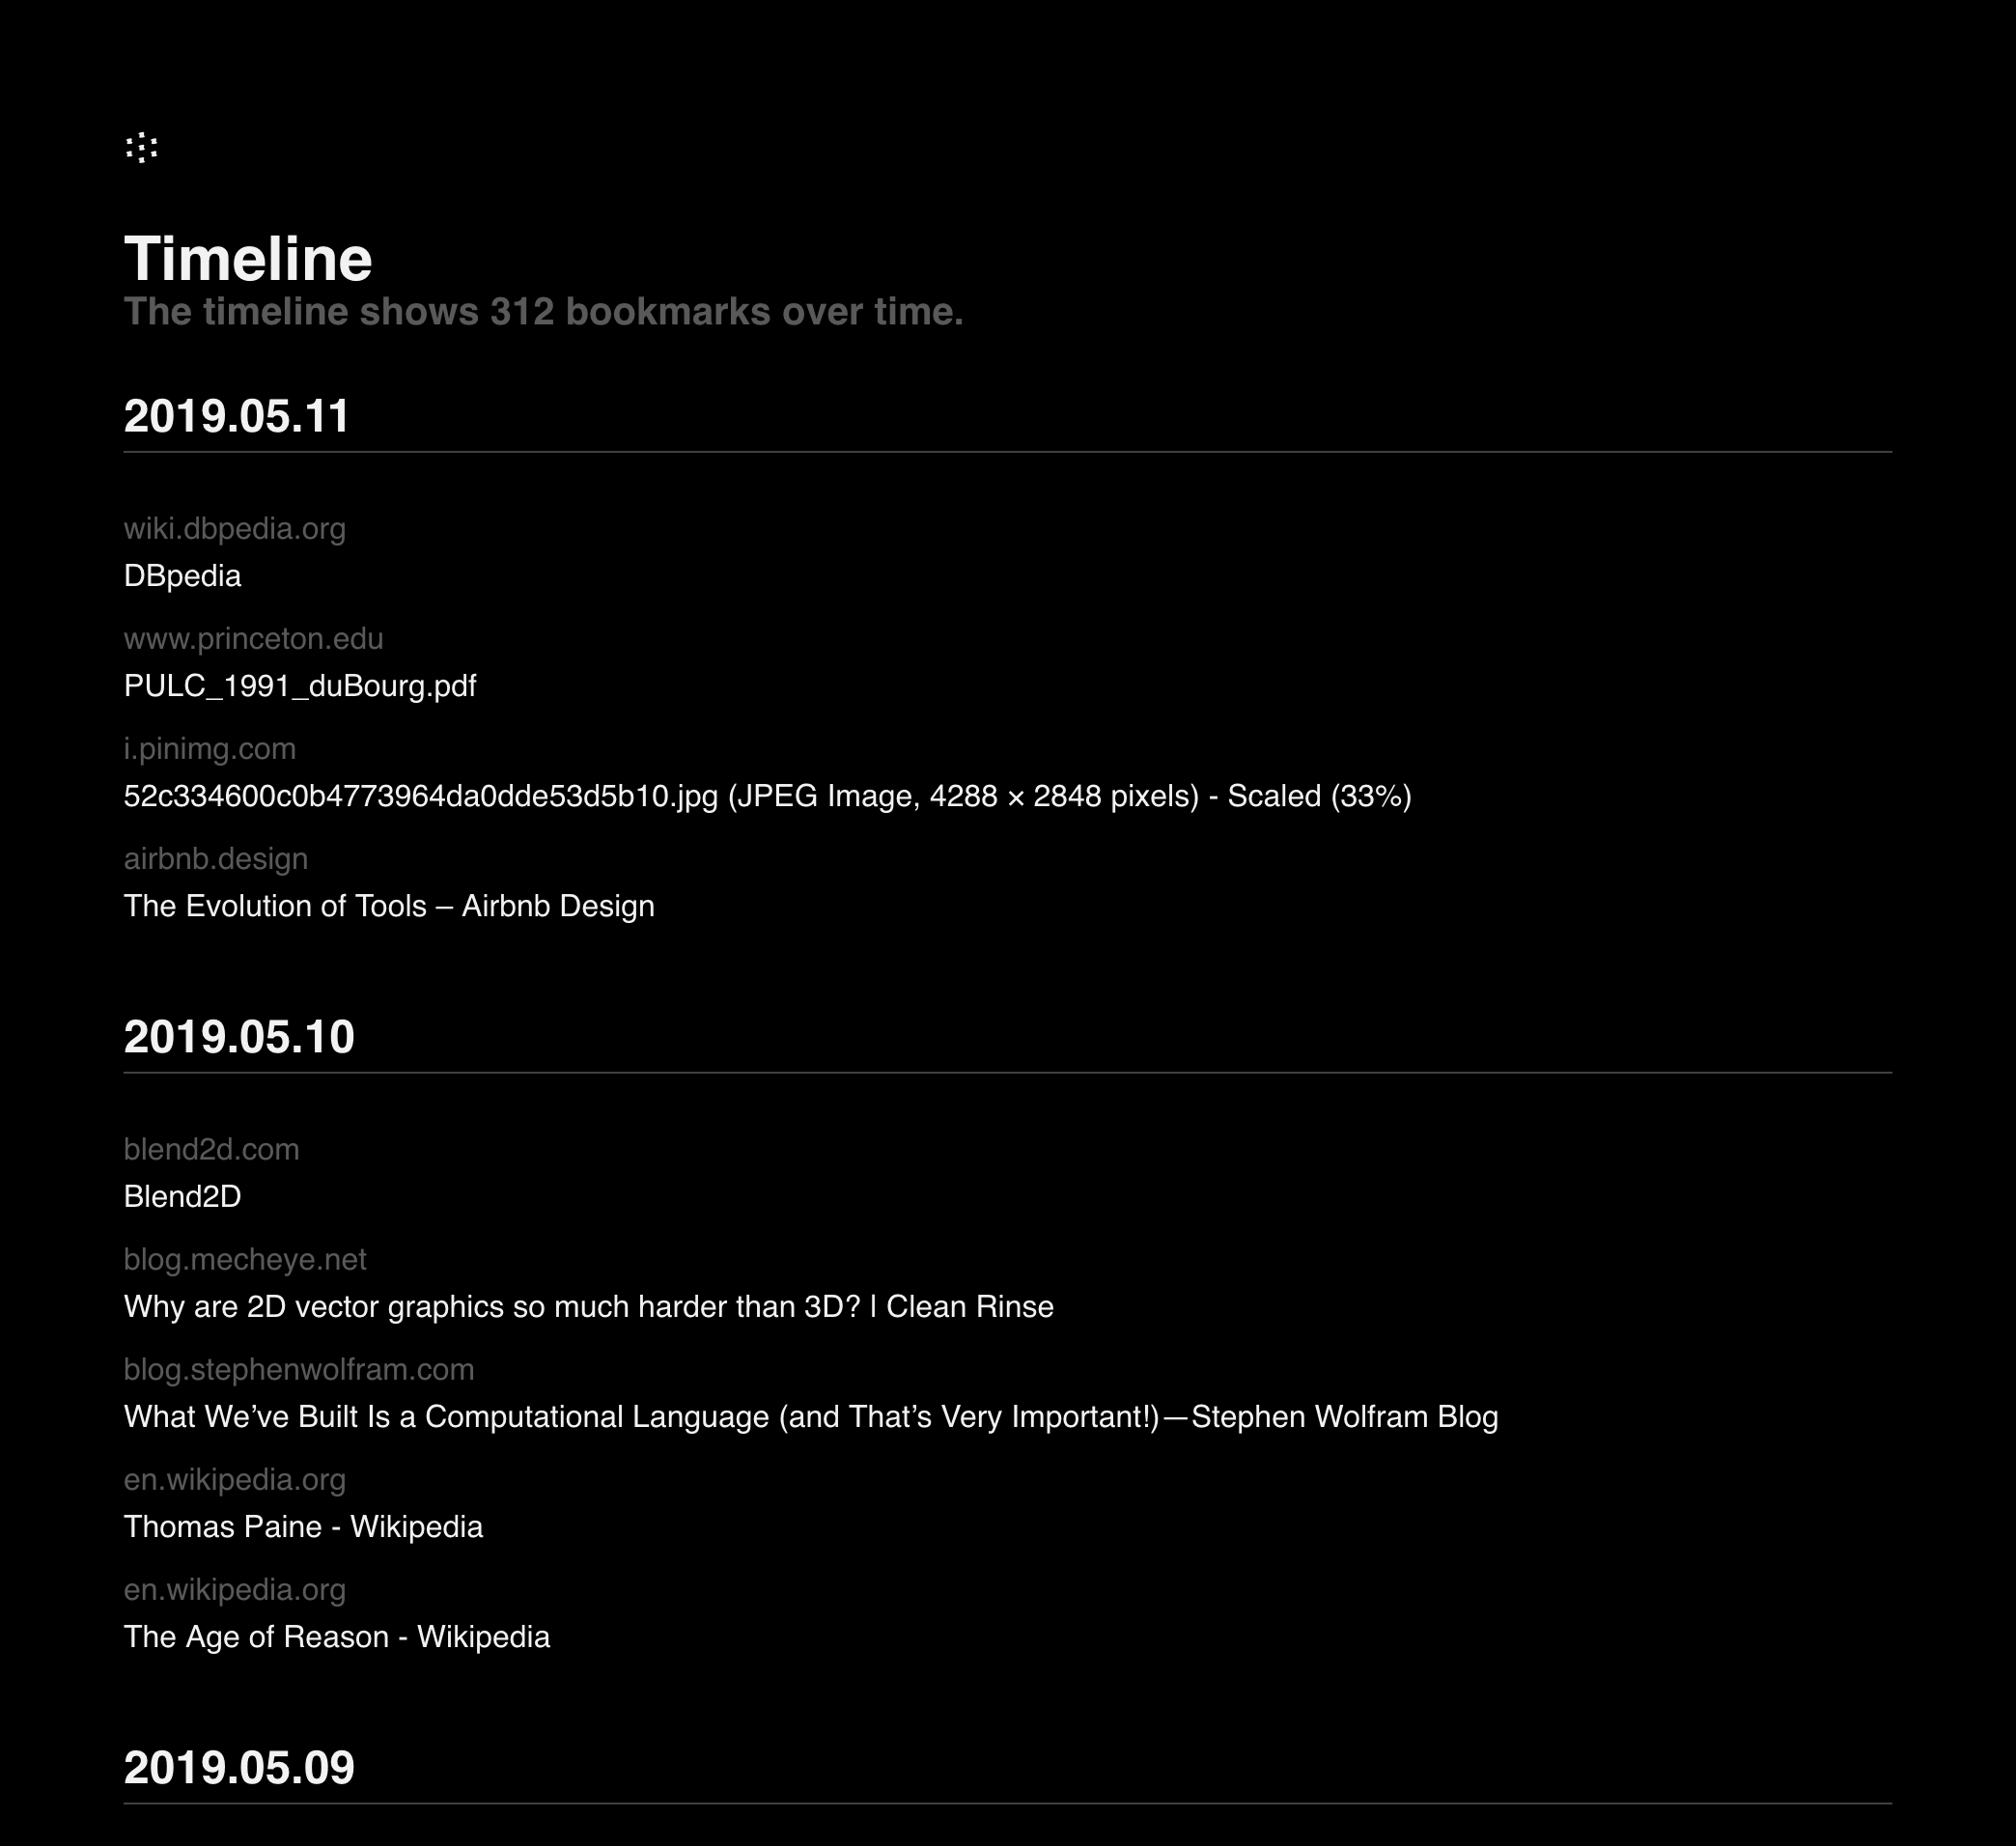 Timeline
The timeline shows 312 bookmarks over time.
2019.05.11
wiki.dbpedia.org
DBpedia
www.princeton.edu
PULC_1991_duBourg.pdf
i.pinimg.com
52c334600c0b4773964da0dde53d5b10.jpg (JPEG Image, 4288 × 2848 pixels) - Scaled (33%)
airbnb.design
The Evolution of Tools – Airbnb Design
2019.05.10
blend2d.com
Blend2D
blog.mecheye.net
Why are 2D vector graphics so much harder than 3D? | Clean Rinse
blog.stephenwolfram.com
What We’ve Built Is a Computational Language (and That’s Very Important!)—Stephen Wolfram Blog
en.wikipedia.org
Thomas Paine - Wikipedia
en.wikipedia.org
The Age of Reason - Wikipedia
2019.05.09